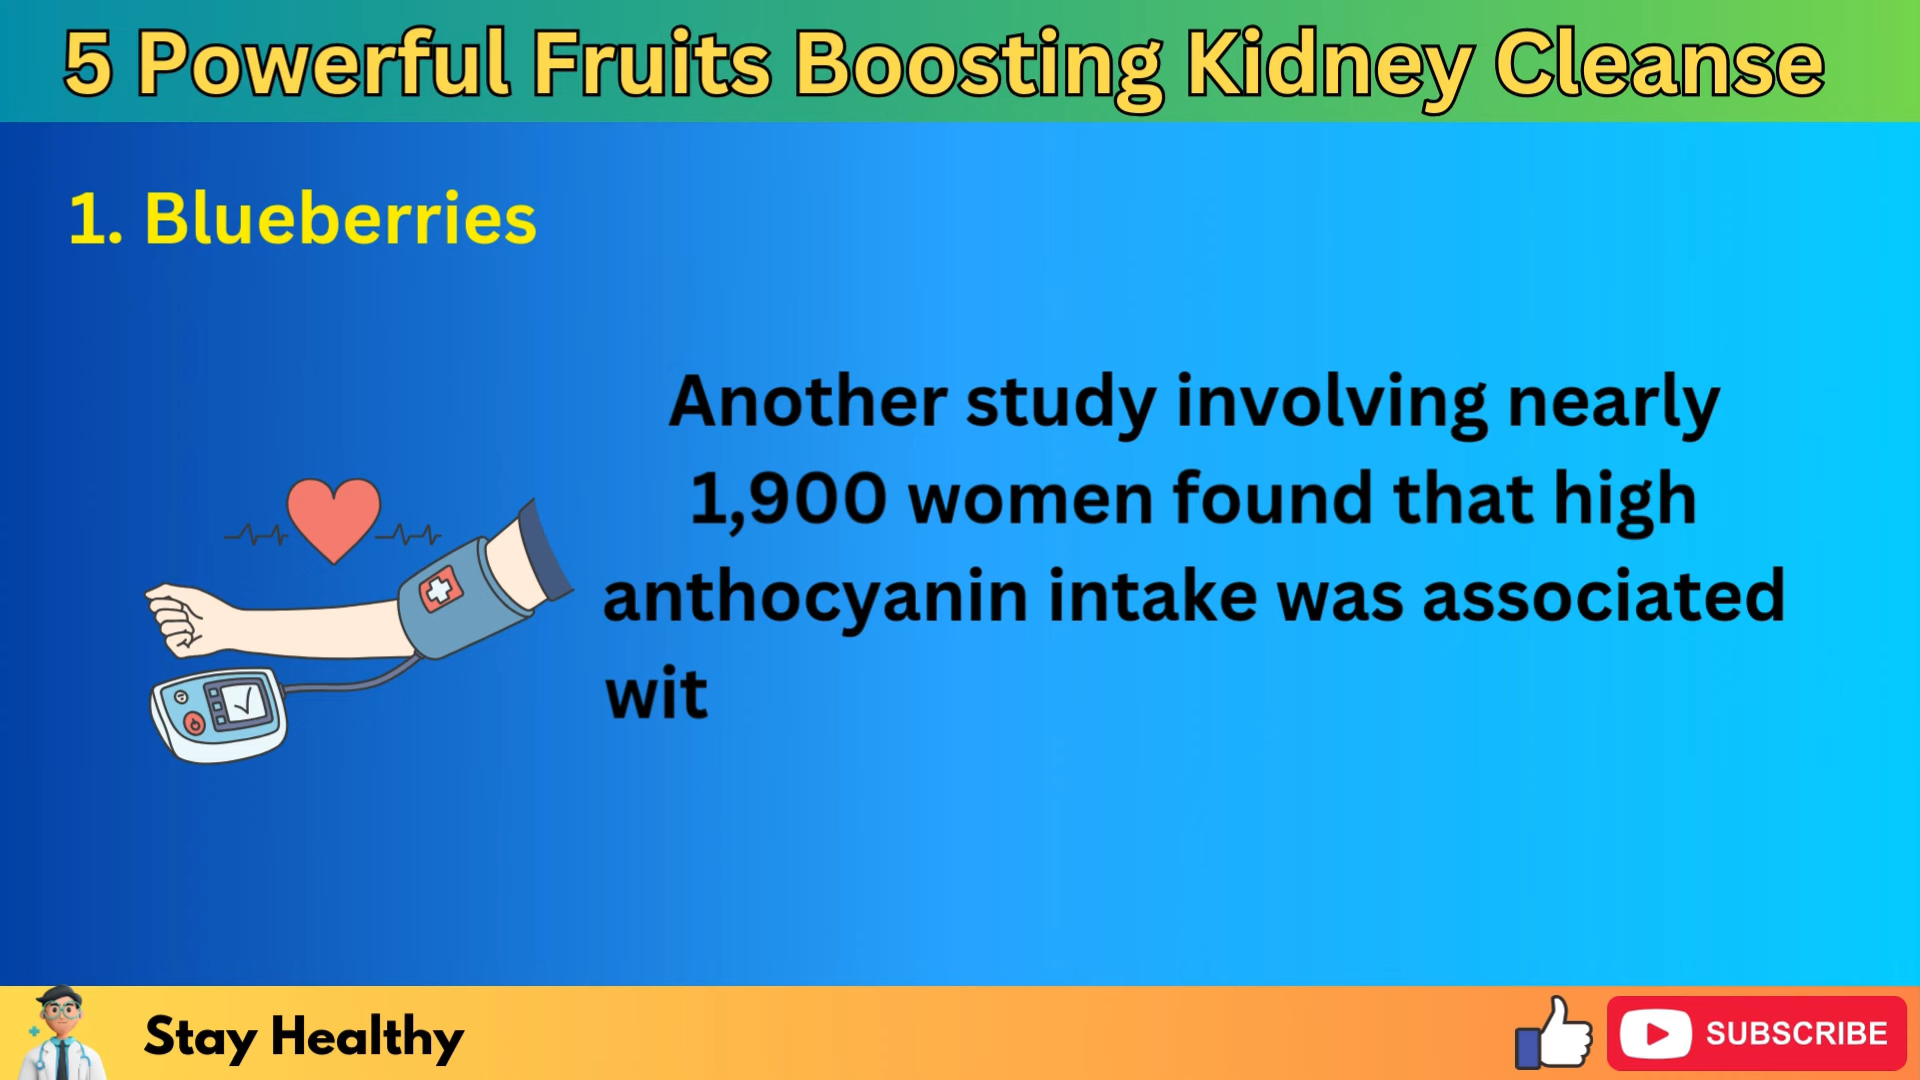 5 Powerful Fruits Boosting Kidney Cleanse
1. Blueberries
Another study involving nearly
1,900 women found that high
anthocyanin intake was associated
wit
Stay Healthy
SUBSCRIBE